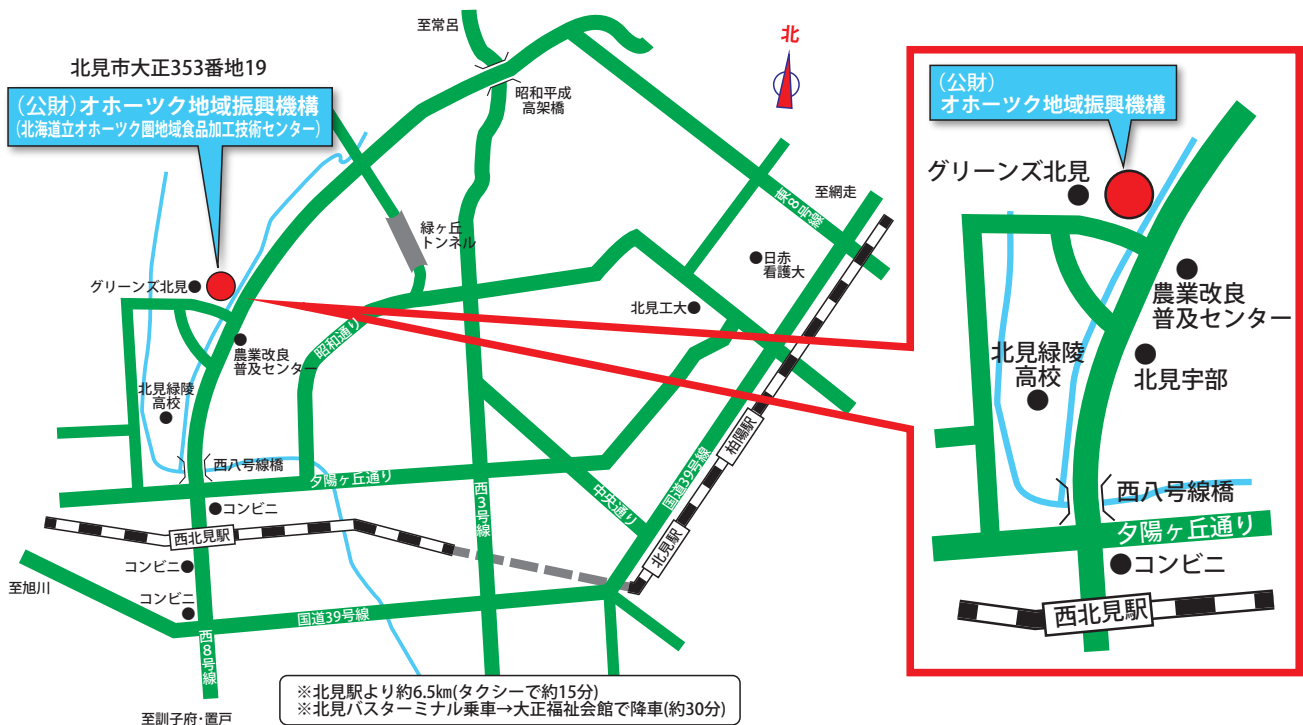 至常呂
北
北見市大正353番地19
(公財)オホーツク地域振興機構
(北海道立オホーツク圏地域食品加工技術センター)
昭和平成
高架橋
至網走
東8号線
緑ヶ丘
トンネル
日赤
看護大
グリーンズ北見
北見工大
昭和通り
農業改良
普及センター
北見緑陵
高校
柏陽駅
西八号線橋
夕陽ヶ丘通り
国道39号線
中央通り
西3号線
コンビニ
西北見駅
北見駅
コンビニ
至旭川
コンビニ
国道39号線
西8号線
至訓子府・置戸
※北見駅より約6.5㎞(タクシーで約15分)
※北見バスターミナル乗車→大正福祉会館で降車(約30分)
(公財)
オホーツク地域振興機構
グリーンズ北見
農業改良
普及センター
北見緑陵
高校
北見宇部
西八号線橋
夕陽ヶ丘通り
コンビニ
西北見駅